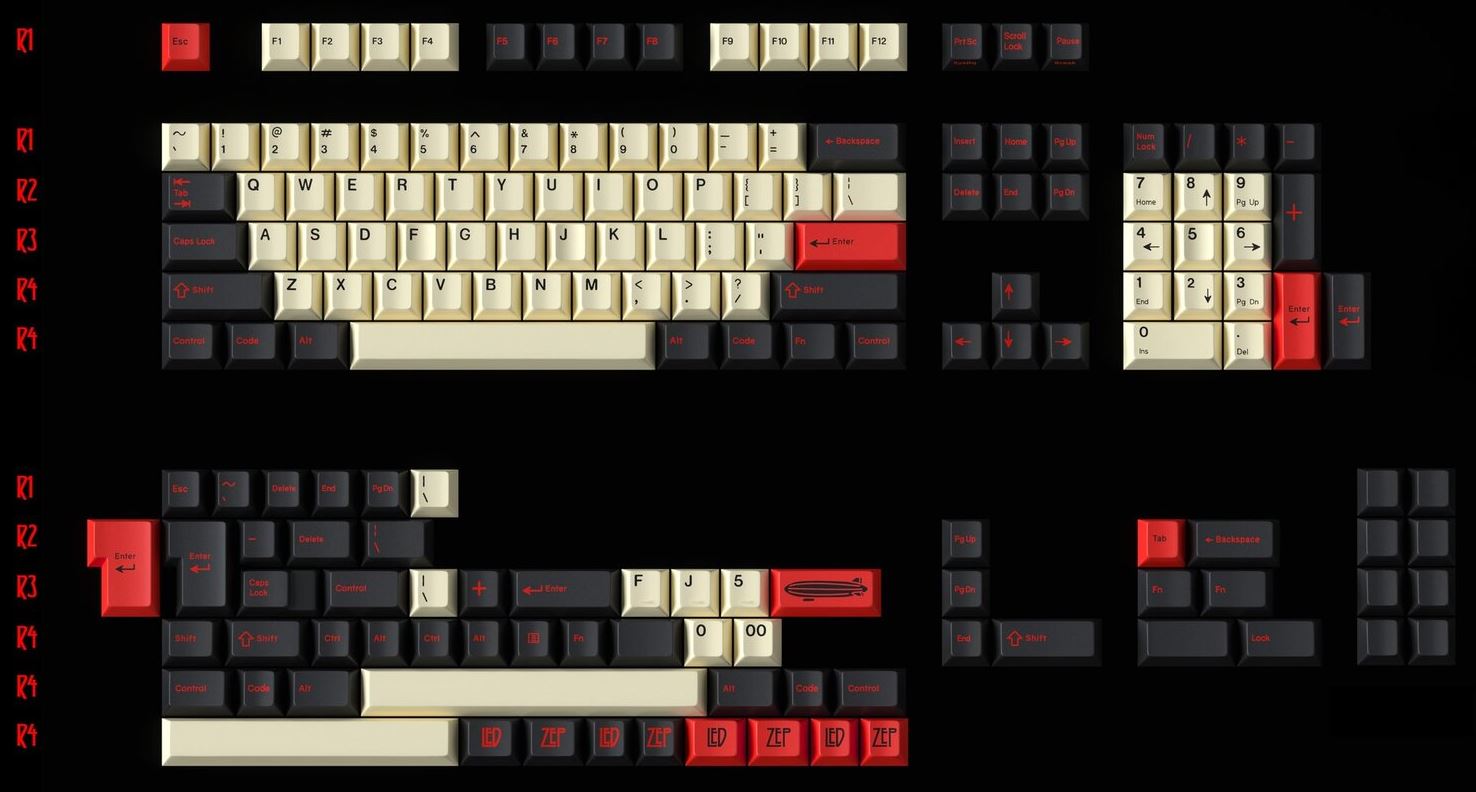 R1 Esc F1 F2 F3 F4 F5 F6 F7 F8 F9 F10 F11 F12 PrtSc Scroll Lock Pause
R1 ~ ` ! 1 @ 2 # 3 $ 4 % 5 ^ 6 & 7 * 8 ( 9 ) 0 — - + = ← Backspace Insert Home Pg Up Num Lock / * -
R2 Tab Q W E R T Y U I O P { [ } ] ¦ \ Delete End Pg Dn 7 Home 8 ↑ 9 Pg Up +
R3 Caps Lock A S D F G H J K L : ; " ' Enter 4 ← 5 6 →
R4 Shift Z X C V B N M < , > . ? / Shift ↑ 1 End 2 ↓ 3 Pg Dn Enter Enter
R4 Control Code Alt Alt Code Fn Control ← ↓ → 0 Ins . Del
R1 Esc ~ ` Delete End Pg Dn | \
R2 Enter Enter - Delete ¦ \ Pg Up Tab ← Backspace
R3 Caps Lock Control | \ + Enter F J 5 Pg Dn Fn Fn
R4 Shift Shift Ctrl Alt Ctrl Alt Fn 0 00 End Shift Lock
R4 Control Code Alt Alt Code Control
R4 LED ZEP LED ZEP LED ZEP LED ZEP